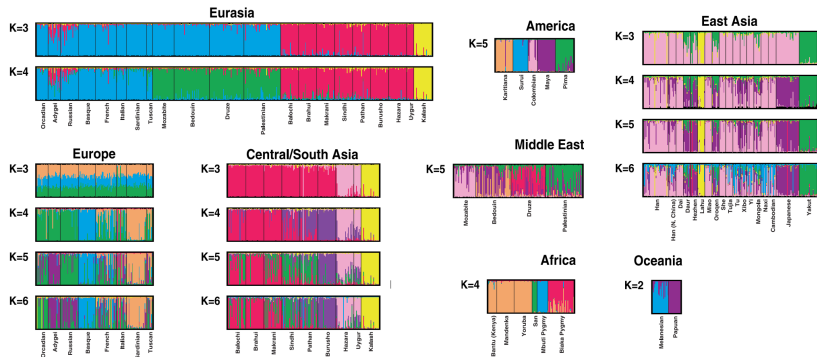 Eurasia
K=3
K=4
Orcadian
Adygei
Russian
Basque
French
Italian
Sardinian
Tuscan
Mozabite
Bedouin
Druze
Palestinian
Balochi
Brahui
Makrani
Sindhi
Pathan
Burusho
Hazara
Uygur
Kalash
America
K=5
Karitiana
Surui
Colombian
Maya
Pima
East Asia
K=3
K=4
K=5
K=6
Han
Han (N. China)
Dai
Daur
Hezhen
Lahu
Miao
Oroqen
She
Tujia
Tu
Xibo
Yi
Mongola
Naxi
Cambodian
Japanese
Yakut
Europe
K=3
K=4
K=5
K=6
Orcadian
Adygei
Russian
Basque
French
Italian
Sardinian
Tuscan
Central/South Asia
K=3
K=4
K=5
K=6
Balochi
Brahui
Makrani
Sindhi
Pathan
Burusho
Hazara
Uygur
Kalash
Middle East
K=5
Mozabite
Bedouin
Druze
Palestinian
Africa
K=4
Bantu (Kenya)
Mandenka
Yoruba
San
Mbuti Pygmy
Biaka Pygmy
Oceania
K=2
Melanesian
Papuan